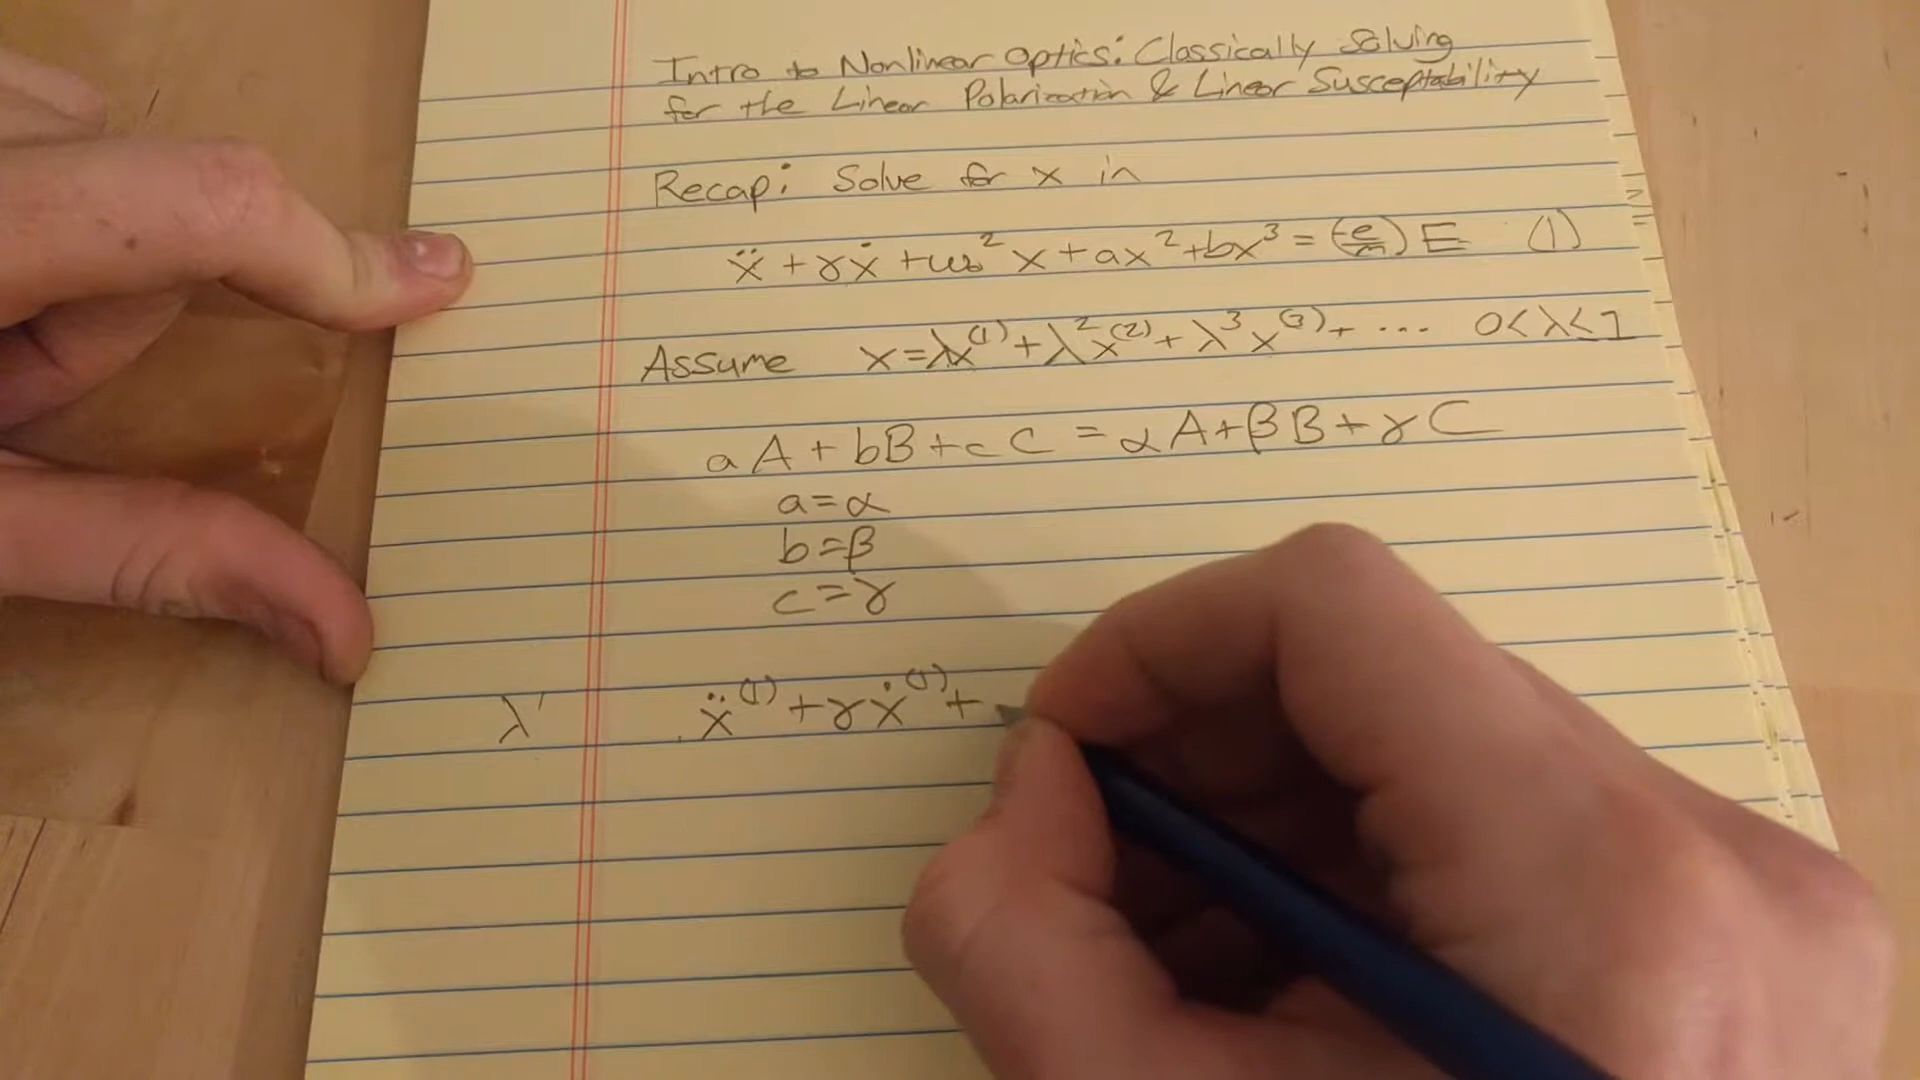 Intro to Nonlinear Optics: Classically Solving
for the Linear Polarization & Linear Susceptability
Recap: Solve for x in
ẍ + γẋ + ω₀²x + ax² + bx³ = (-e/m) E (1)
Assume x = λx⁽¹⁾ + λ²x⁽²⁾ + λ³x⁽³⁾ + ... 0<λ≤1
aA + bB + cC = αA + βB + γC
a = α
b = β
c = γ
λ¹ ẍ⁽¹⁾ + γẋ⁽¹⁾ +